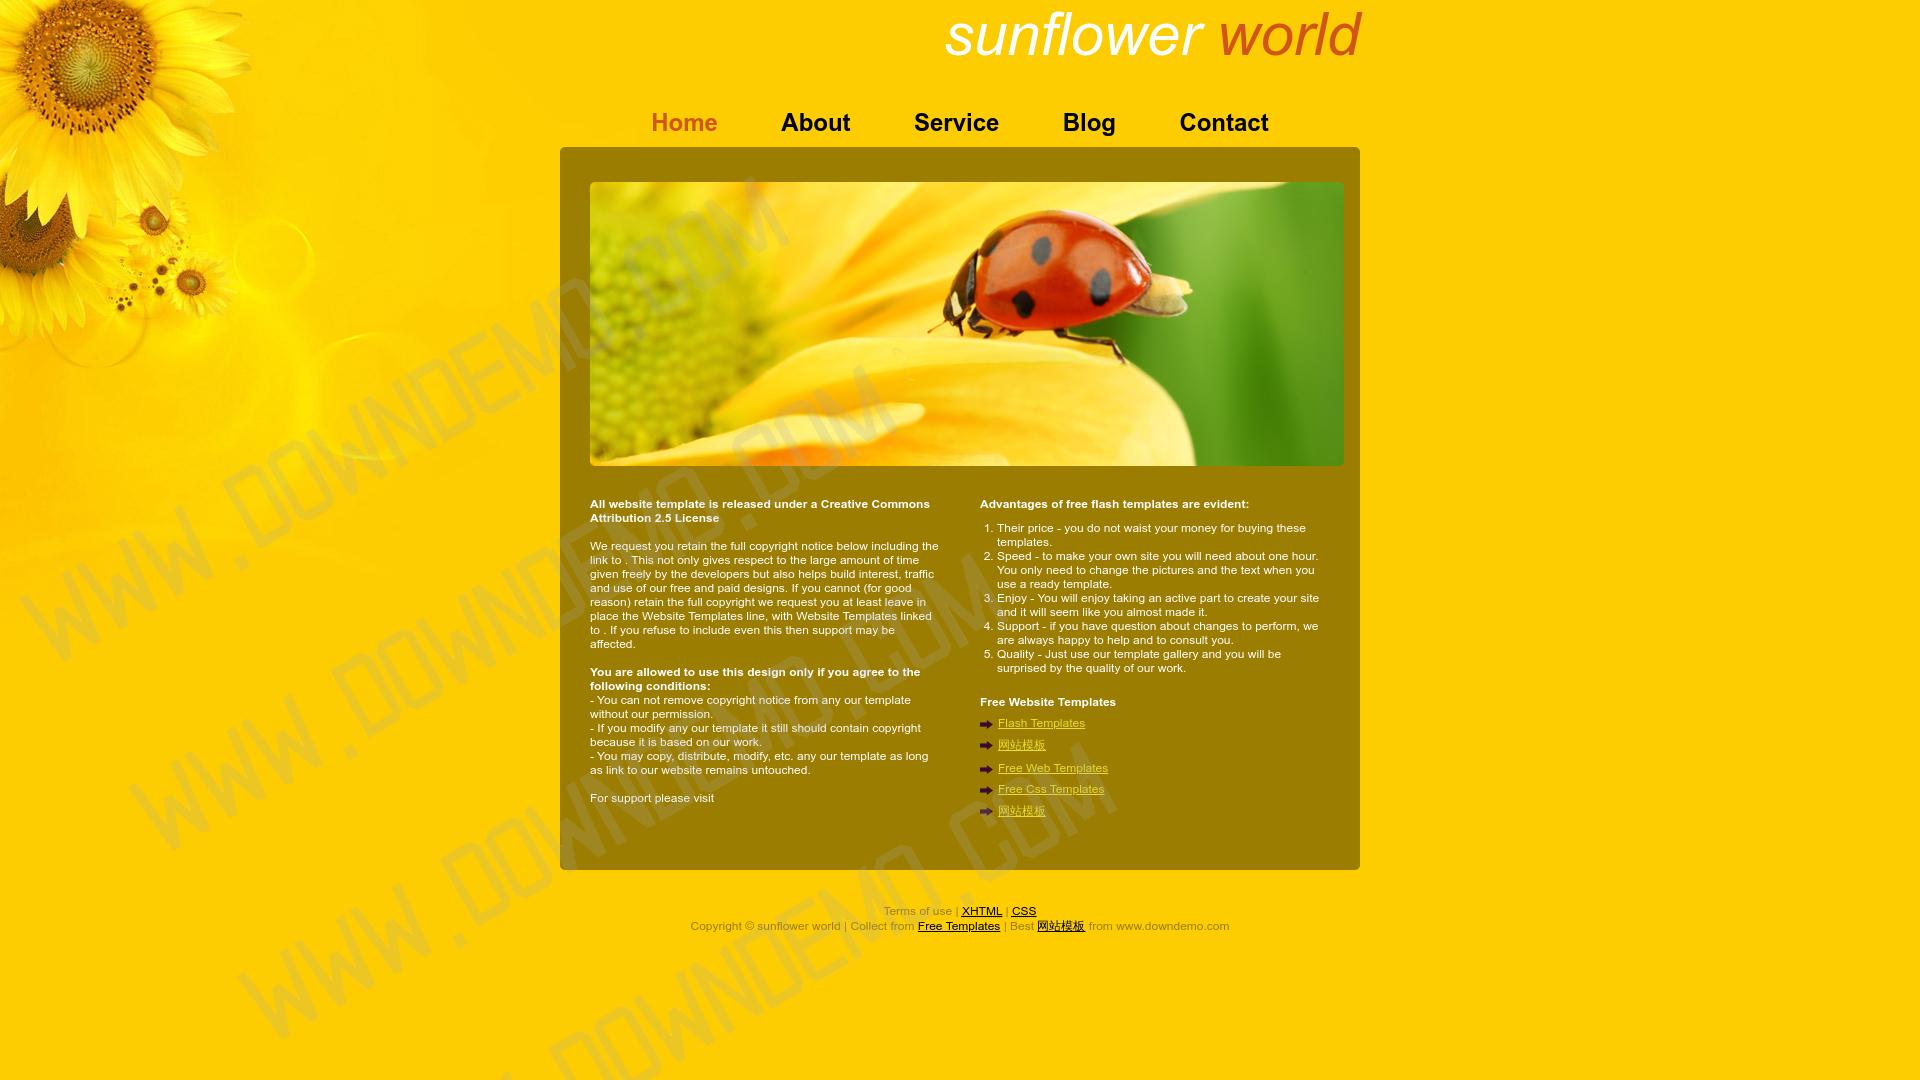 sunflower world
Home About Service Blog Contact
All website template is released under a Creative Commons
Attribution 2.5 License
We request you retain the full copyright notice below including the
link to . This not only gives respect to the large amount of time
given freely by the developers but also helps build interest, traffic
and use of our free and paid designs. If you cannot (for good
reason) retain the full copyright we request you at least leave in
place the Website Templates line, with Website Templates linked
to . If you refuse to include even this then support may be
affected.
You are allowed to use this design only if you agree to the
following conditions:
- You can not remove copyright notice from any our template
without our permission.
- If you modify any our template it still should contain copyright
because it is based on our work.
- You may copy, distribute, modify, etc. any our template as long
as link to our website remains untouched.
For support please visit
Advantages of free flash templates are evident:
1. Their price - you do not waist your money for buying these
templates.
2. Speed - to make your own site you will need about one hour.
You only need to change the pictures and the text when you
use a ready template.
3. Enjoy - You will enjoy taking an active part to create your site
and it will seem like you almost made it.
4. Support - if you have question about changes to perform, we
are always happy to help and to consult you.
5. Quality - Just use our template gallery and you will be
surprised by the quality of our work.
Free Website Templates
Flash Templates
网站模板
Free Web Templates
Free Css Templates
网站模板
Terms of use | XHTML | CSS
Copyright © sunflower world | Collect from Free Templates | Best 网站模板 from www.downdemo.com
WWW.DOWNDEMO.COM
WWW.DOWNDEMO.COM
WWW.DOWNDEMO.COM
DOWNDEMO.COM